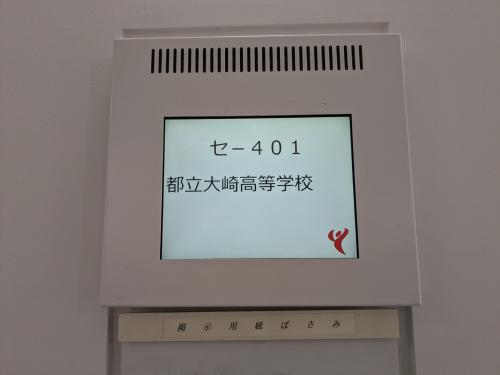 セ－４０１
都立大崎高等学校
掲示用紙ばさみ